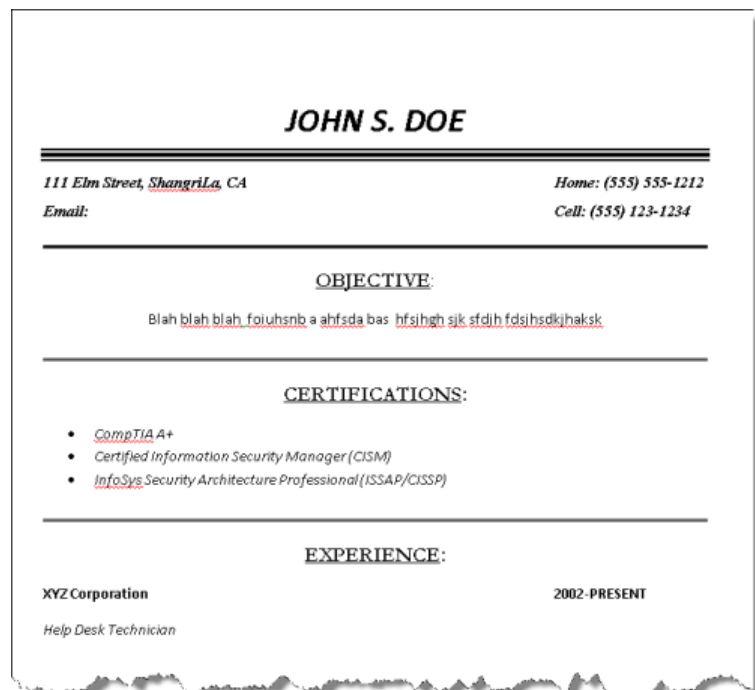 JOHN S. DOE
111 Elm Street, ShangriLa, CA Home: (555) 555-1212
Email: Cell: (555) 123-1234
OBJECTIVE:
Blah blah blah foiuhsnb a ahfsda bas hfsjhgh sjk sfdjh fdsjhsdkjhaksk
CERTIFICATIONS:
• CompTIA A+
• Certified Information Security Manager (CISM)
• InfoSys Security Architecture Professional (ISSAP/CISSP)
EXPERIENCE:
XYZ Corporation 2002-PRESENT
Help Desk Technician